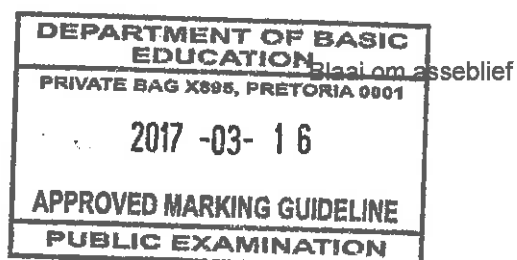 DEPARTMENT OF BASIC
EDUCATION
Blaai om asseblief
PRIVATE BAG X895, PRETORIA 0001
2017 -03- 16
APPROVED MARKING GUIDELINE
PUBLIC EXAMINATION